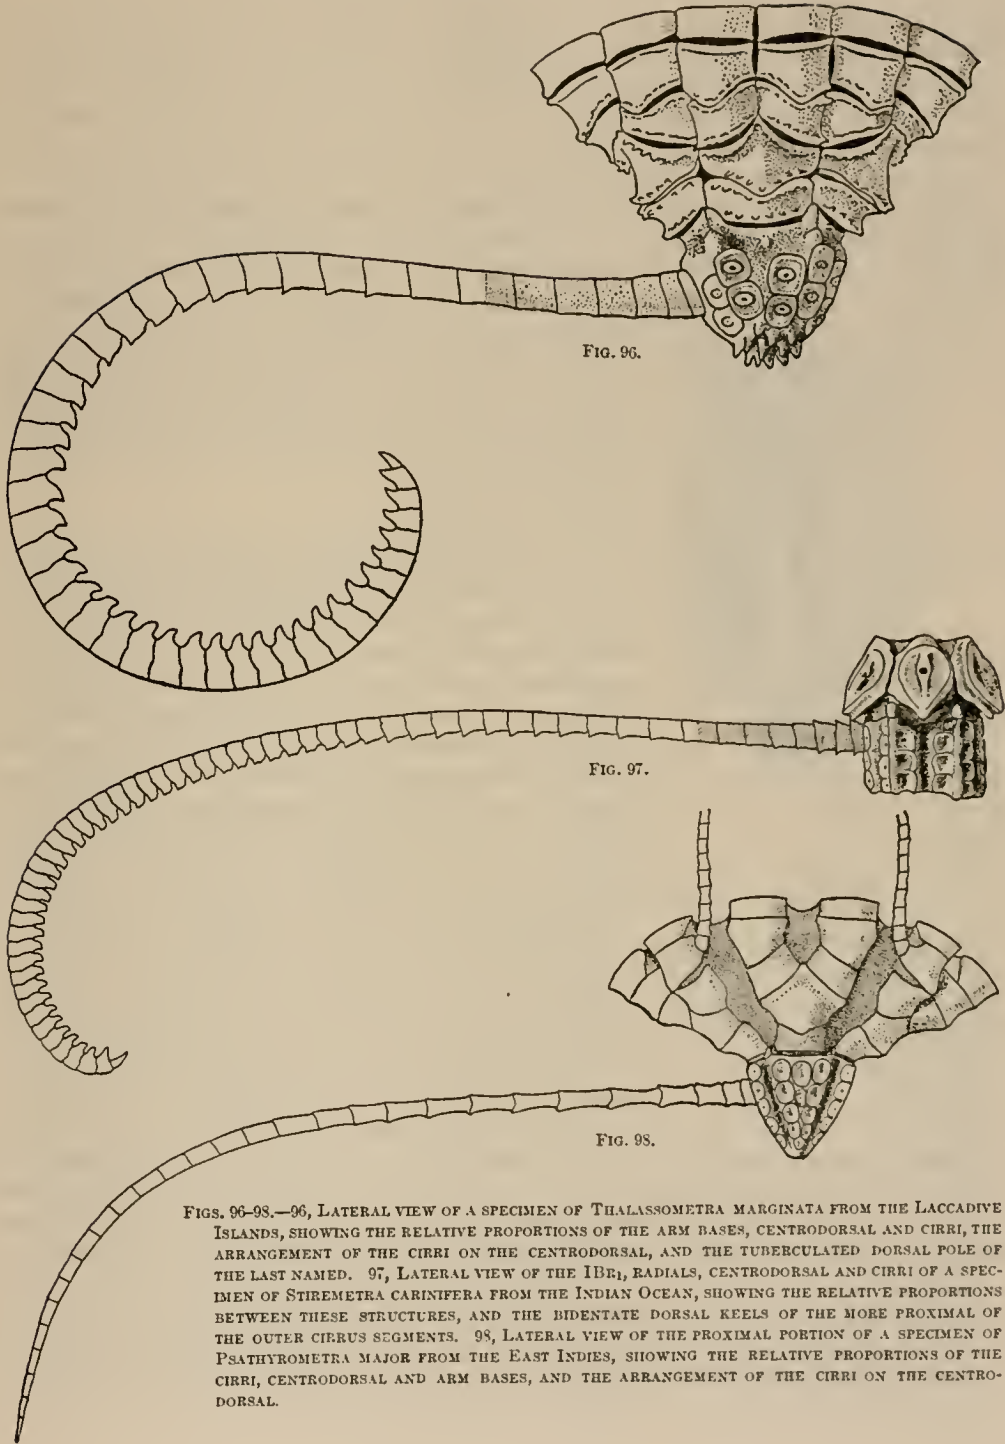 FIG. 96.
FIG. 97.
FIG. 98.
FIGS. 96-98.—96, LATERAL VIEW OF A SPECIMEN OF THALASSOMETRA MARGINATA FROM THE LACCADIVE
ISLANDS, SHOWING THE RELATIVE PROPORTIONS OF THE ARM BASES, CENTRODORSAL AND CIRRI, THE
ARRANGEMENT OF THE CIRRI ON THE CENTRODORSAL, AND THE TUBERCULATED DORSAL POLE OF
THE LAST NAMED. 97, LATERAL VIEW OF THE IBR1, RADIALS, CENTRODORSAL AND CIRRI OF A SPEC-
IMEN OF STIREMETRA CARINIFERA FROM THE INDIAN OCEAN, SHOWING THE RELATIVE PROPORTIONS
BETWEEN THESE STRUCTURES, AND THE BIDENTATE DORSAL KEELS OF THE MORE PROXIMAL OF
THE OUTER CIRRUS SEGMENTS. 98, LATERAL VIEW OF THE PROXIMAL PORTION OF A SPECIMEN OF
PSATHYROMETRA MAJOR FROM THE EAST INDIES, SHOWING THE RELATIVE PROPORTIONS OF THE
CIRRI, CENTRODORSAL AND ARM BASES, AND THE ARRANGEMENT OF THE CIRRI ON THE CENTRO-
DORSAL.